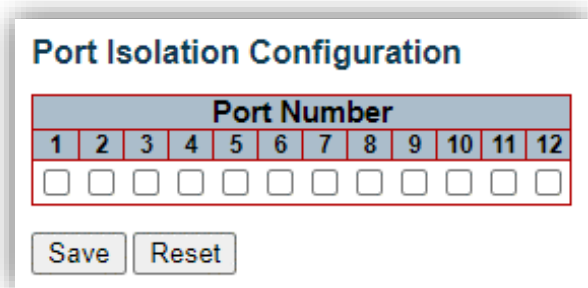 Port Isolation Configuration
Port Number
1 2 3 4 5 6 7 8 9 10 11 12
Save Reset